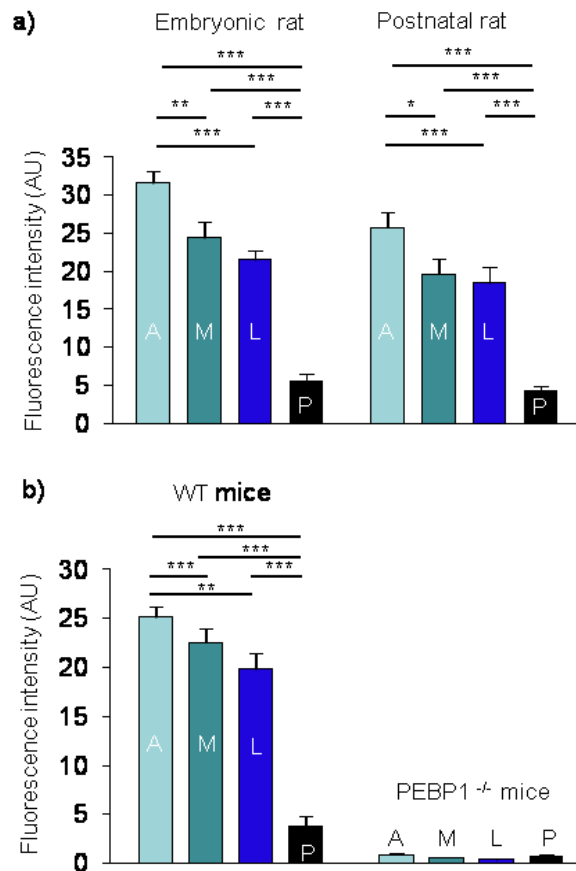 a)
Embryonic rat
Postnatal rat
***
***
***
***
**
***
*
***
***
***
Fluorescence intensity (AU)
35
30
25
20
15
10
5
0
A
M
L
P
A
M
L
P
b)
WT mice
***
***
***
***
**
Fluorescence intensity (AU)
30
25
20
15
10
5
0
A
M
L
P
PEBP1 -/- mice
A
M
L
P